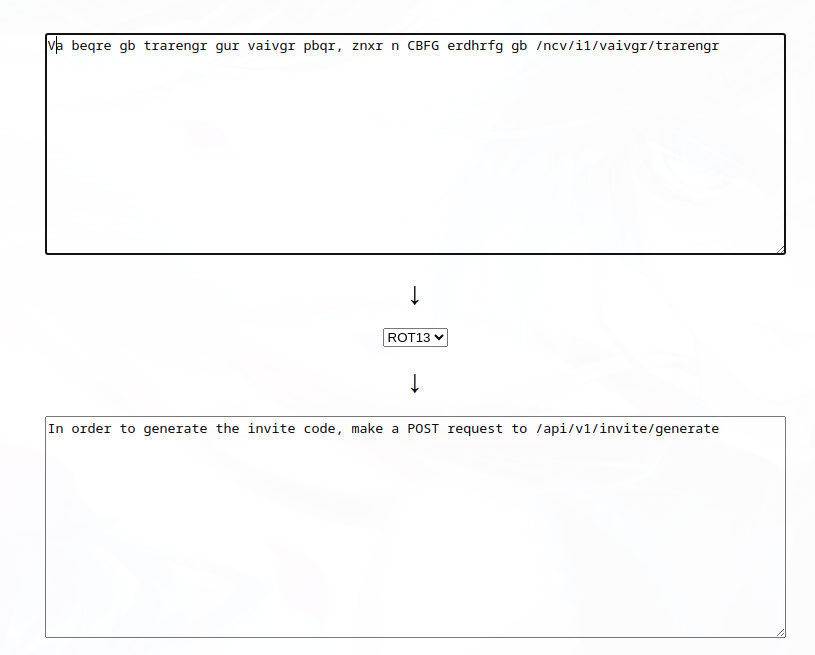 Va beqre gb trarengr gur vaivgr pbqr, znxr n CBFG erdhrfg gb /ncv/i1/vaivgr/trarengr
↓
ROT13
↓
In order to generate the invite code, make a POST request to /api/v1/invite/generate